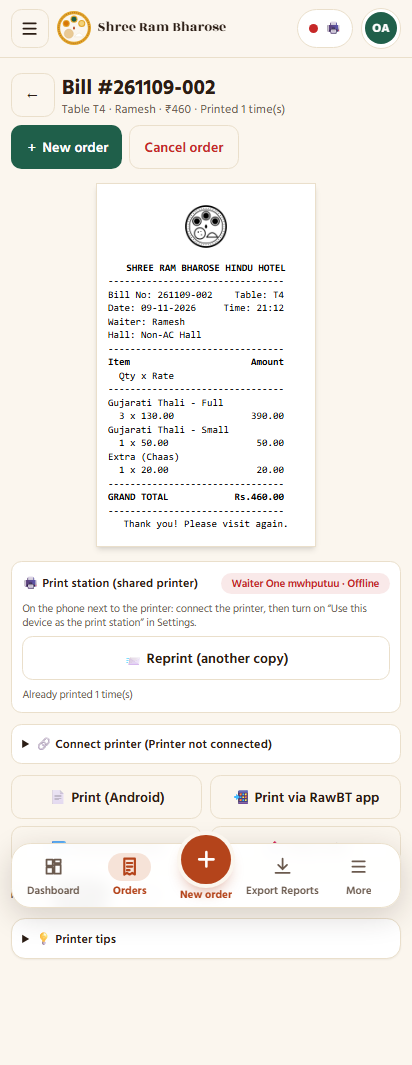 Shree Ram Bharose
OA
←
Bill #261109-002
Table T4 · Ramesh · ₹460 · Printed 1 time(s)
+ New order
Cancel order
SHREE RAM BHAROSE HINDU HOTEL
--------------------------------
Bill No: 261109-002 Table: T4
Date: 09-11-2026 Time: 21:12
Waiter: Ramesh
Hall: Non-AC Hall
--------------------------------
Item Amount
Qty x Rate
--------------------------------
Gujarati Thali - Full
3 x 130.00 390.00
Gujarati Thali - Small
1 x 50.00 50.00
Extra (Chaas)
1 x 20.00 20.00
--------------------------------
GRAND TOTAL Rs.460.00
--------------------------------
Thank you! Please visit again.
Print station (shared printer)
Waiter One mwhputuu · Offline
On the phone next to the printer: connect the printer, then turn on “Use this
device as the print station” in Settings.
Reprint (another copy)
Already printed 1 time(s)
Connect printer (Printer not connected)
Print (Android)
Print via RawBT app
Dashboard
Orders
New order
Export Reports
More
Printer tips